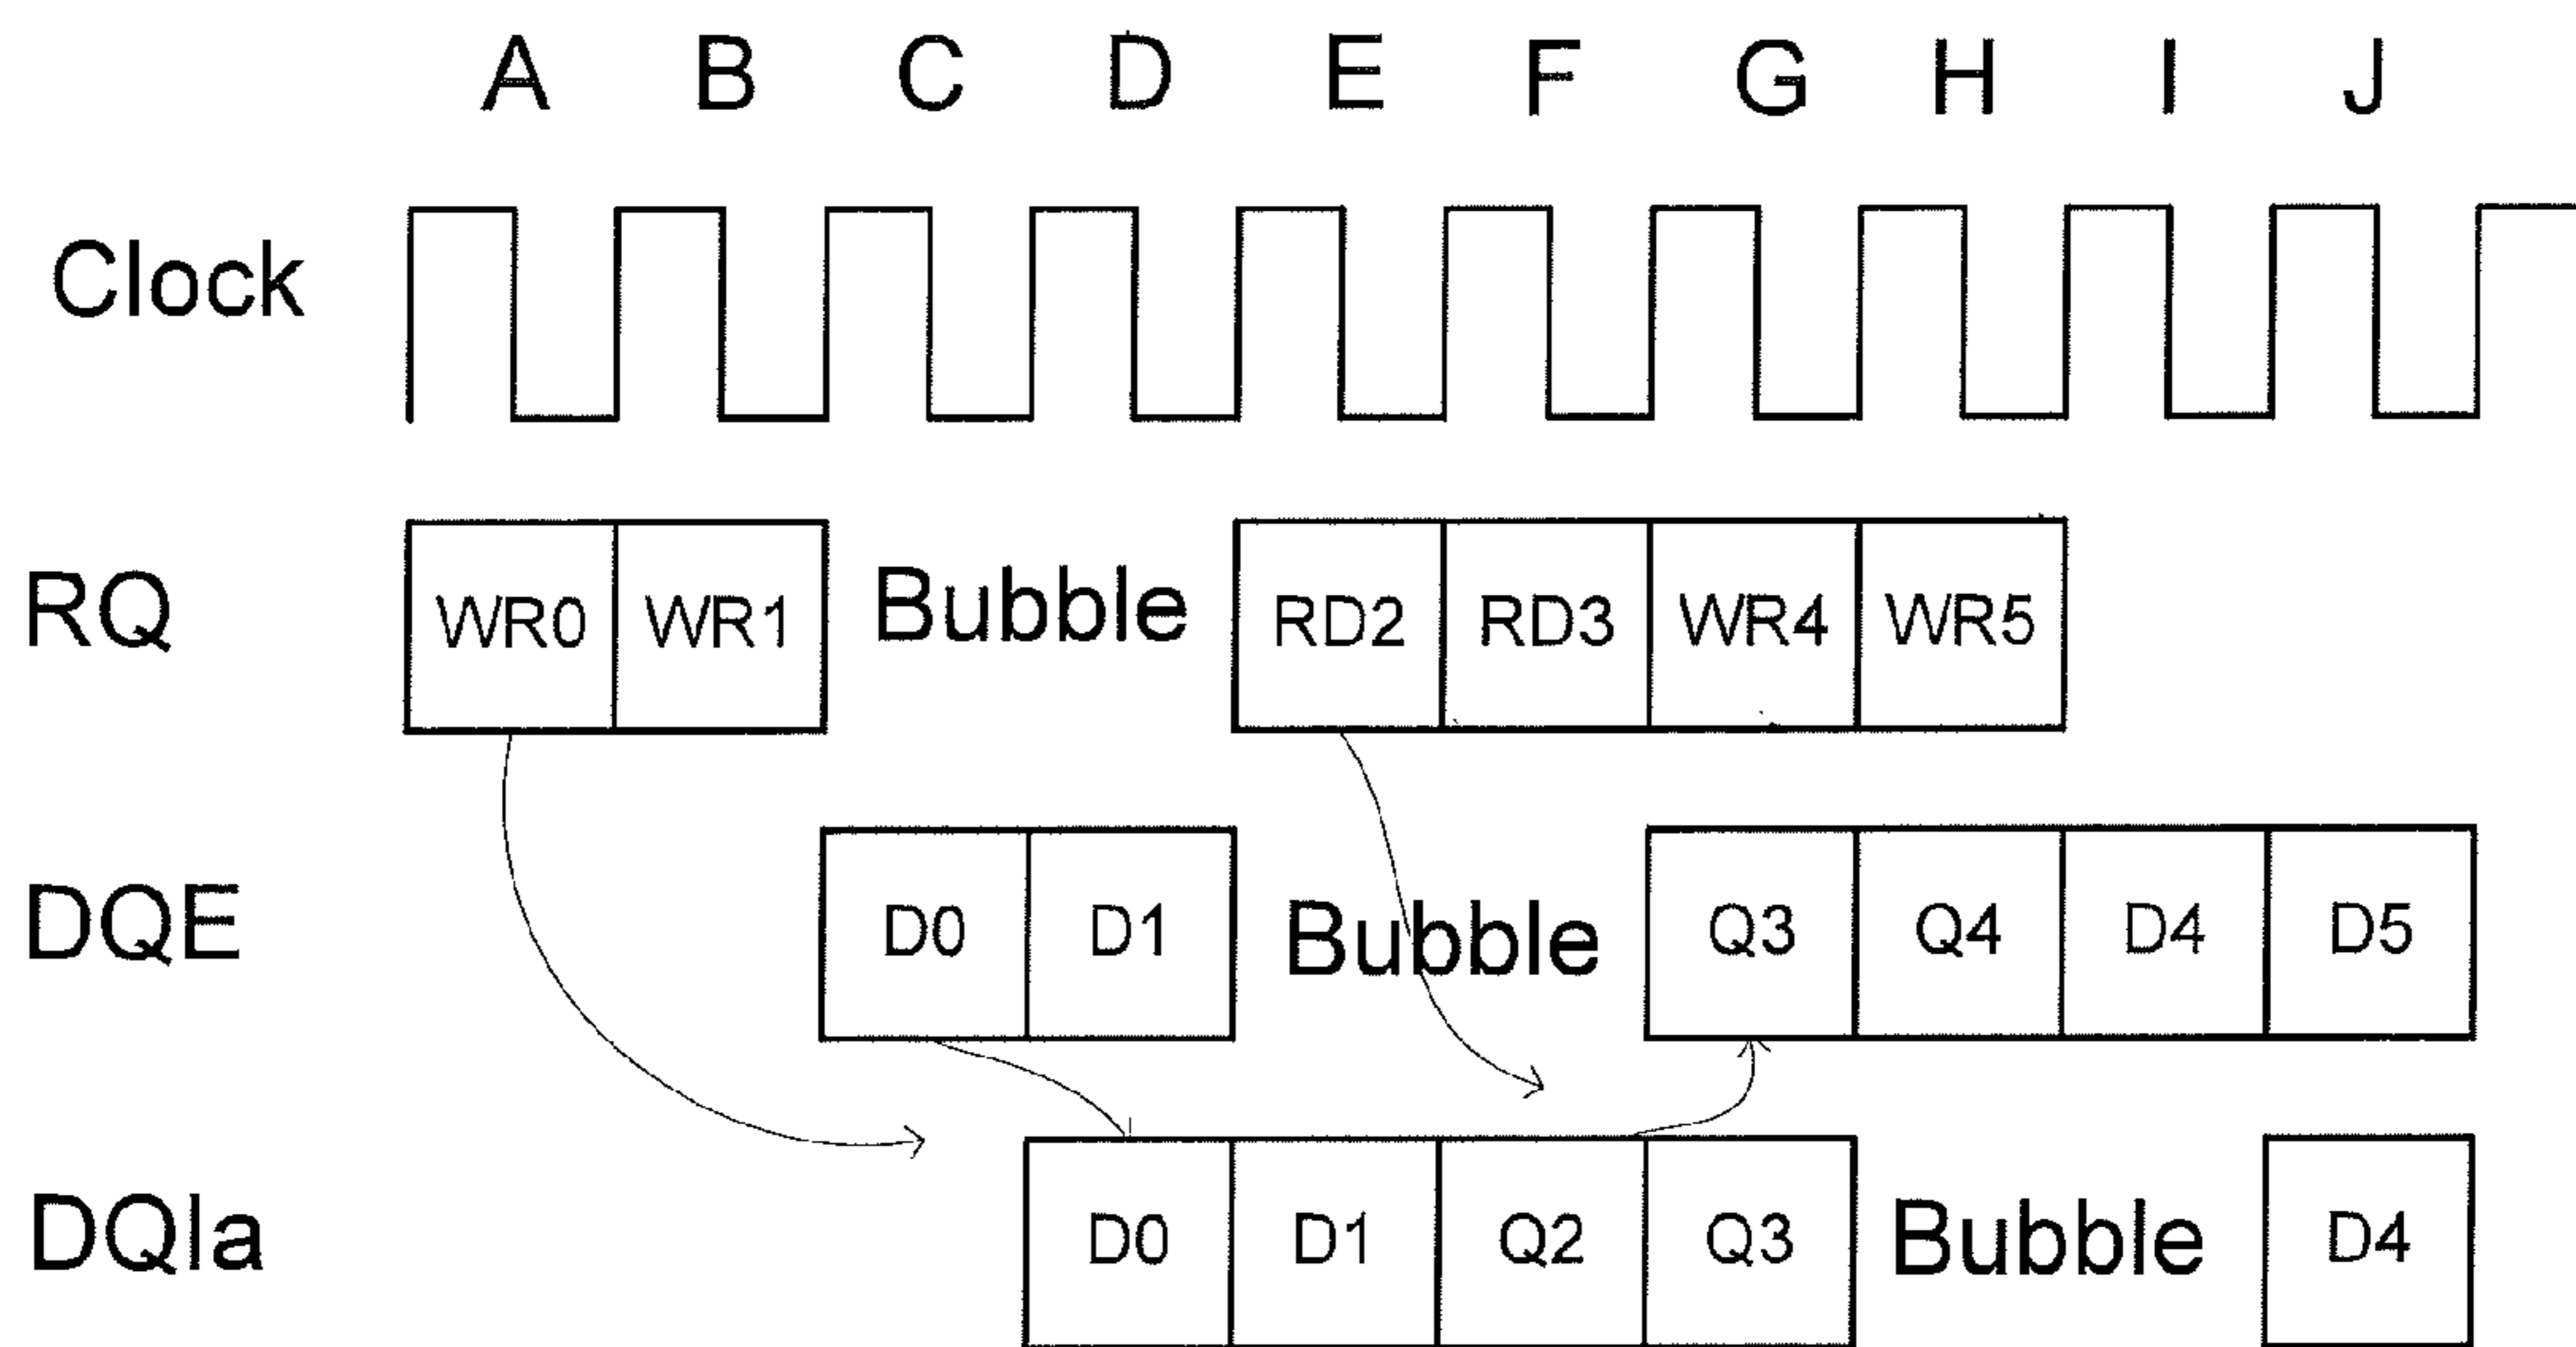 A B C D E F G H I J
Clock
RQ WR0 WR1 Bubble RD2 RD3 WR4 WR5
DQE D0 D1 Bubble Q3 Q4 D4 D5
DQIa D0 D1 Q2 Q3 Bubble D4